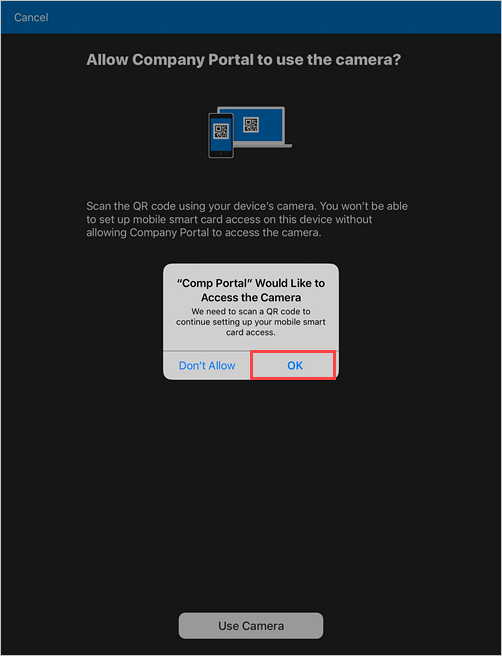 Cancel
Allow Company Portal to use the camera?
Scan the QR code using your device's camera. You won't be able
to set up mobile smart card access on this device without
allowing Company Portal to access the camera.
“Comp Portal” Would Like to
Access the Camera
We need to scan a QR code to
continue setting up your mobile smart
card access.
Don't Allow
OK
Use Camera